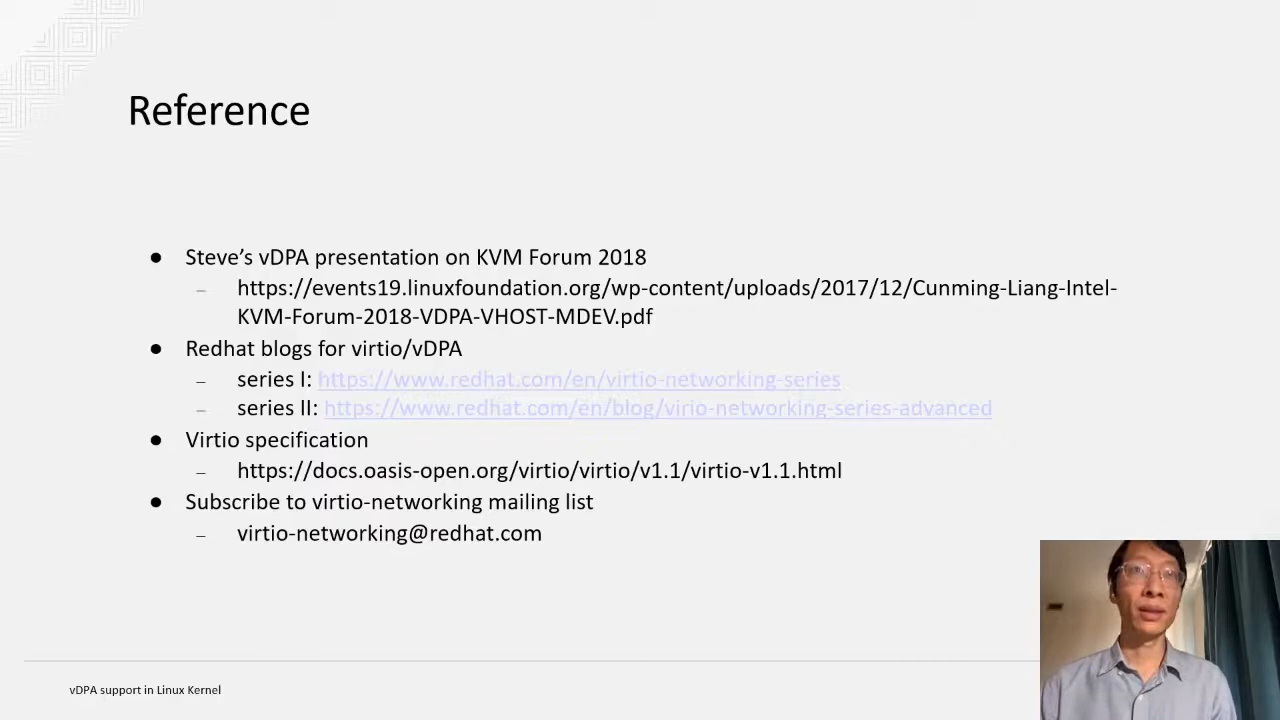 Reference
● Steve’s vDPA presentation on KVM Forum 2018
– https://events19.linuxfoundation.org/wp-content/uploads/2017/12/Cunming-Liang-Intel-
KVM-Forum-2018-VDPA-VHOST-MDEV.pdf
● Redhat blogs for virtio/vDPA
– series I: https://www.redhat.com/en/virtio-networking-series
– series II: https://www.redhat.com/en/blog/virio-networking-series-advanced
● Virtio specification
– https://docs.oasis-open.org/virtio/virtio/v1.1/virtio-v1.1.html
● Subscribe to virtio-networking mailing list
– virtio-networking@redhat.com
vDPA support in Linux Kernel